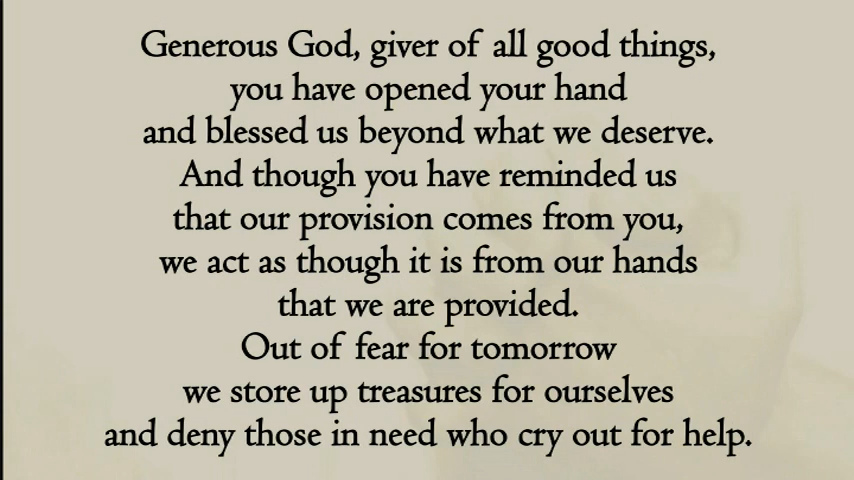 Generous God, giver of all good things,
you have opened your hand
and blessed us beyond what we deserve.
And though you have reminded us
that our provision comes from you,
we act as though it is from our hands
that we are provided.
Out of fear for tomorrow
we store up treasures for ourselves
and deny those in need who cry out for help.